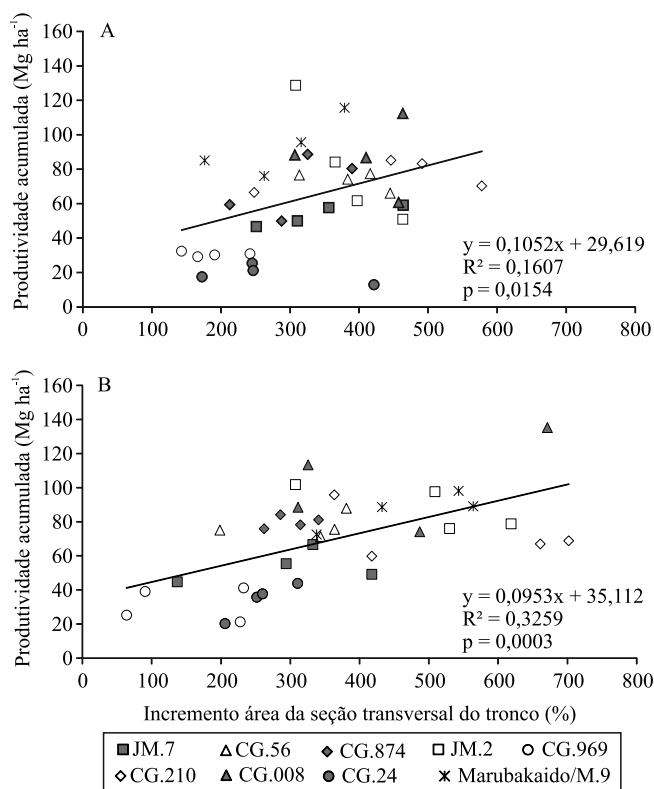 A
Produtividade acumulada (Mg ha⁻¹)
160
140
120
100
80
60
40
20
0
y = 0,1052x + 29,619
R² = 0,1607
p = 0,0154
0 100 200 300 400 500 600 700 800
B
Produtividade acumulada (Mg ha⁻¹)
160
140
120
100
80
60
40
20
0
y = 0,0953x + 35,112
R² = 0,3259
p = 0,0003
0 100 200 300 400 500 600 700 800
Incremento área da seção transversal do tronco (%)
JM.7 CG.56 CG.874 JM.2 CG.969
CG.210 CG.008 CG.24 Marubakaido/M.9